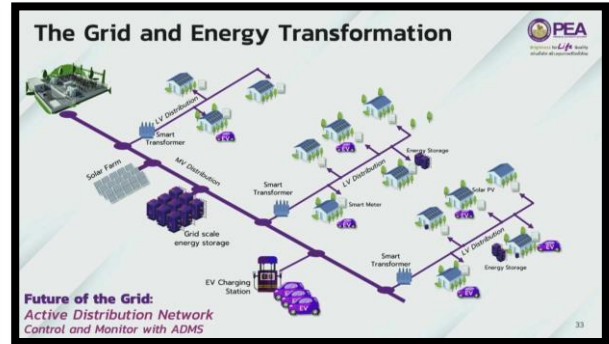 The Grid and Energy Transformation
PEA
LV Distribution
Smart
Transformer
EV
Solar Farm
MV Distribution
Grid scale
energy storage
Smart
Transformer
LV Distribution
EV
EV
Energy Storage
Smart Meter
EV
EV Charging
Station
EV
EV
EV
Smart
Transformer
LV Distribution
Solar PV
EV
Energy Storage
EV
EV
Future of the Grid:
Active Distribution Network
Control and Monitor with ADMS
33